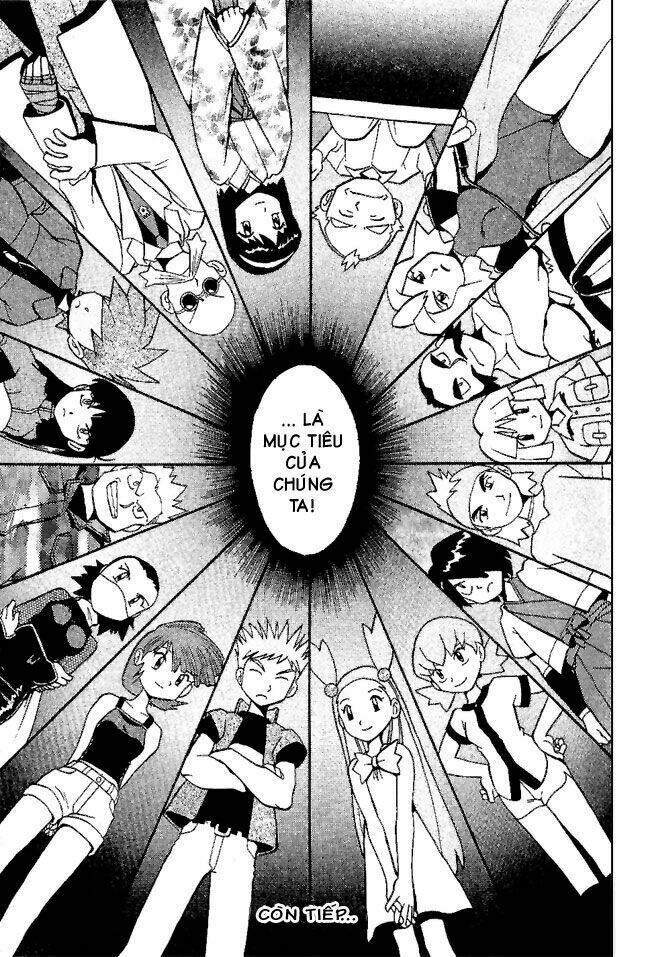 ... LÀ
MỤC TIÊU
CỦA
CHÚNG
TA!
CÒN TIẾP...